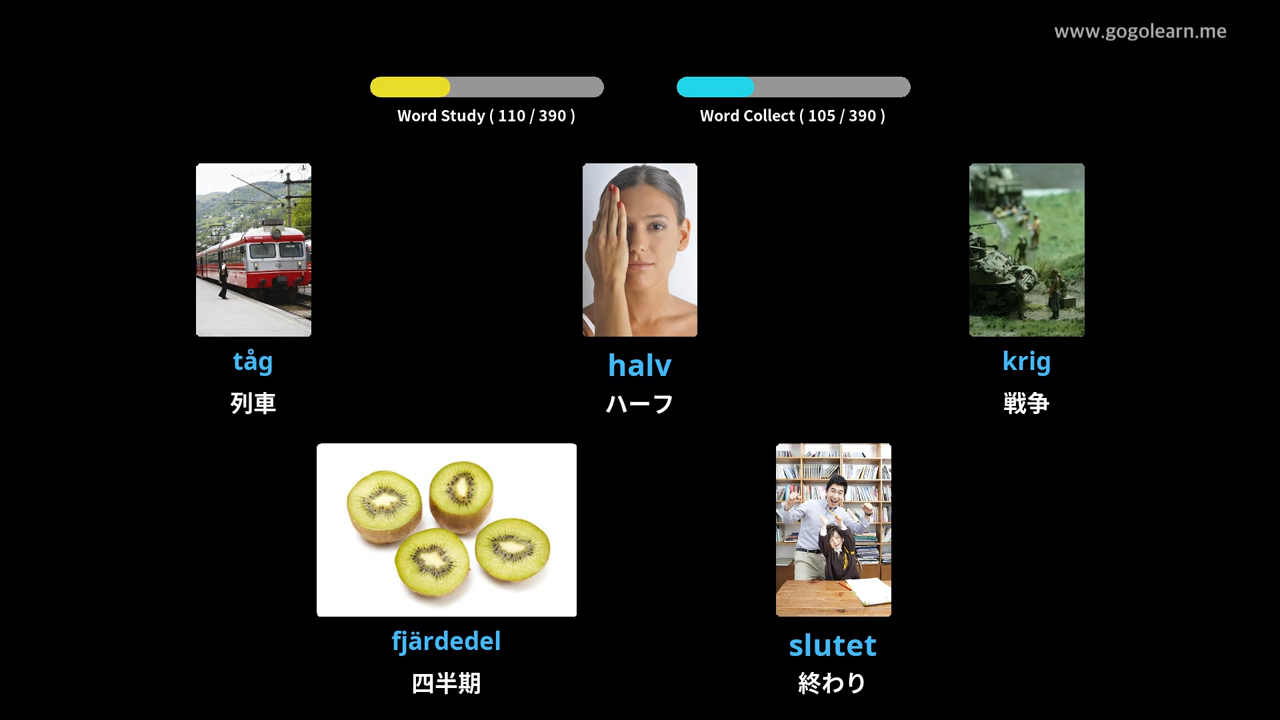 www.gogolearn.me
Word Study ( 110 / 390 )
Word Collect ( 105 / 390 )
tåg
列車
halv
ハーフ
krig
戦争
fjärdedel
四半期
slutet
終わり